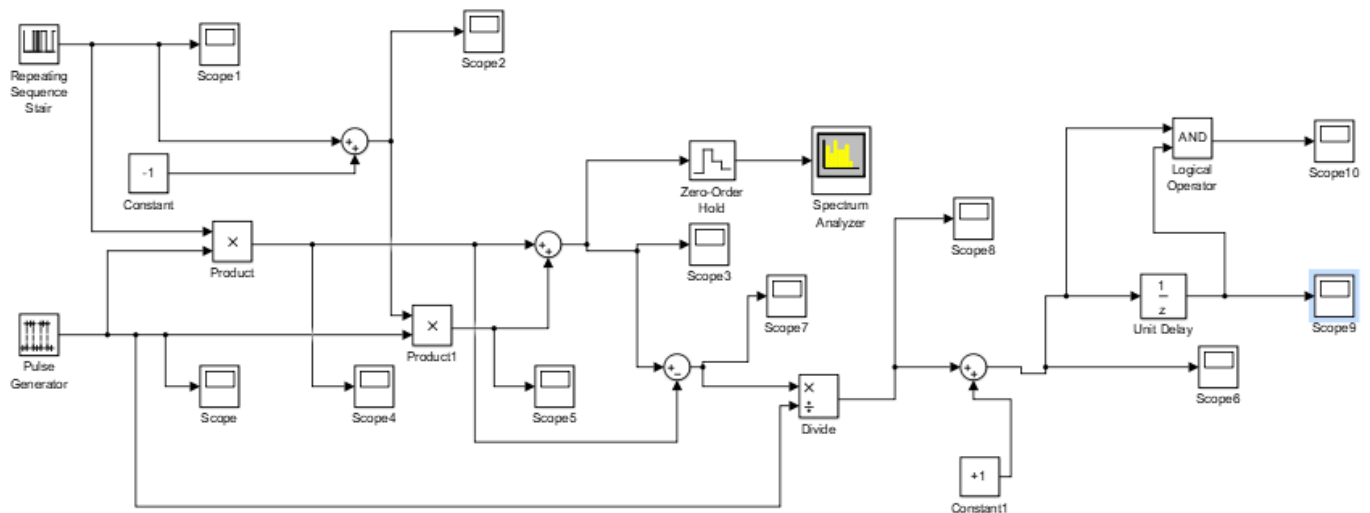 Repeating
Sequence
Stair
Scope1
Scope2
+
+
-1
Constant
×
Product
Zero-Order
Hold
Spectrum
Analyzer
AND
Logical
Operator
Scope10
Scope8
+
+
Scope3
×
Product1
Scope7
1
z
Unit Delay
Scope9
Pulse
Generator
Scope
Scope4
Scope5
+
−
×
÷
Divide
+
+
Scope6
+1
Constant1